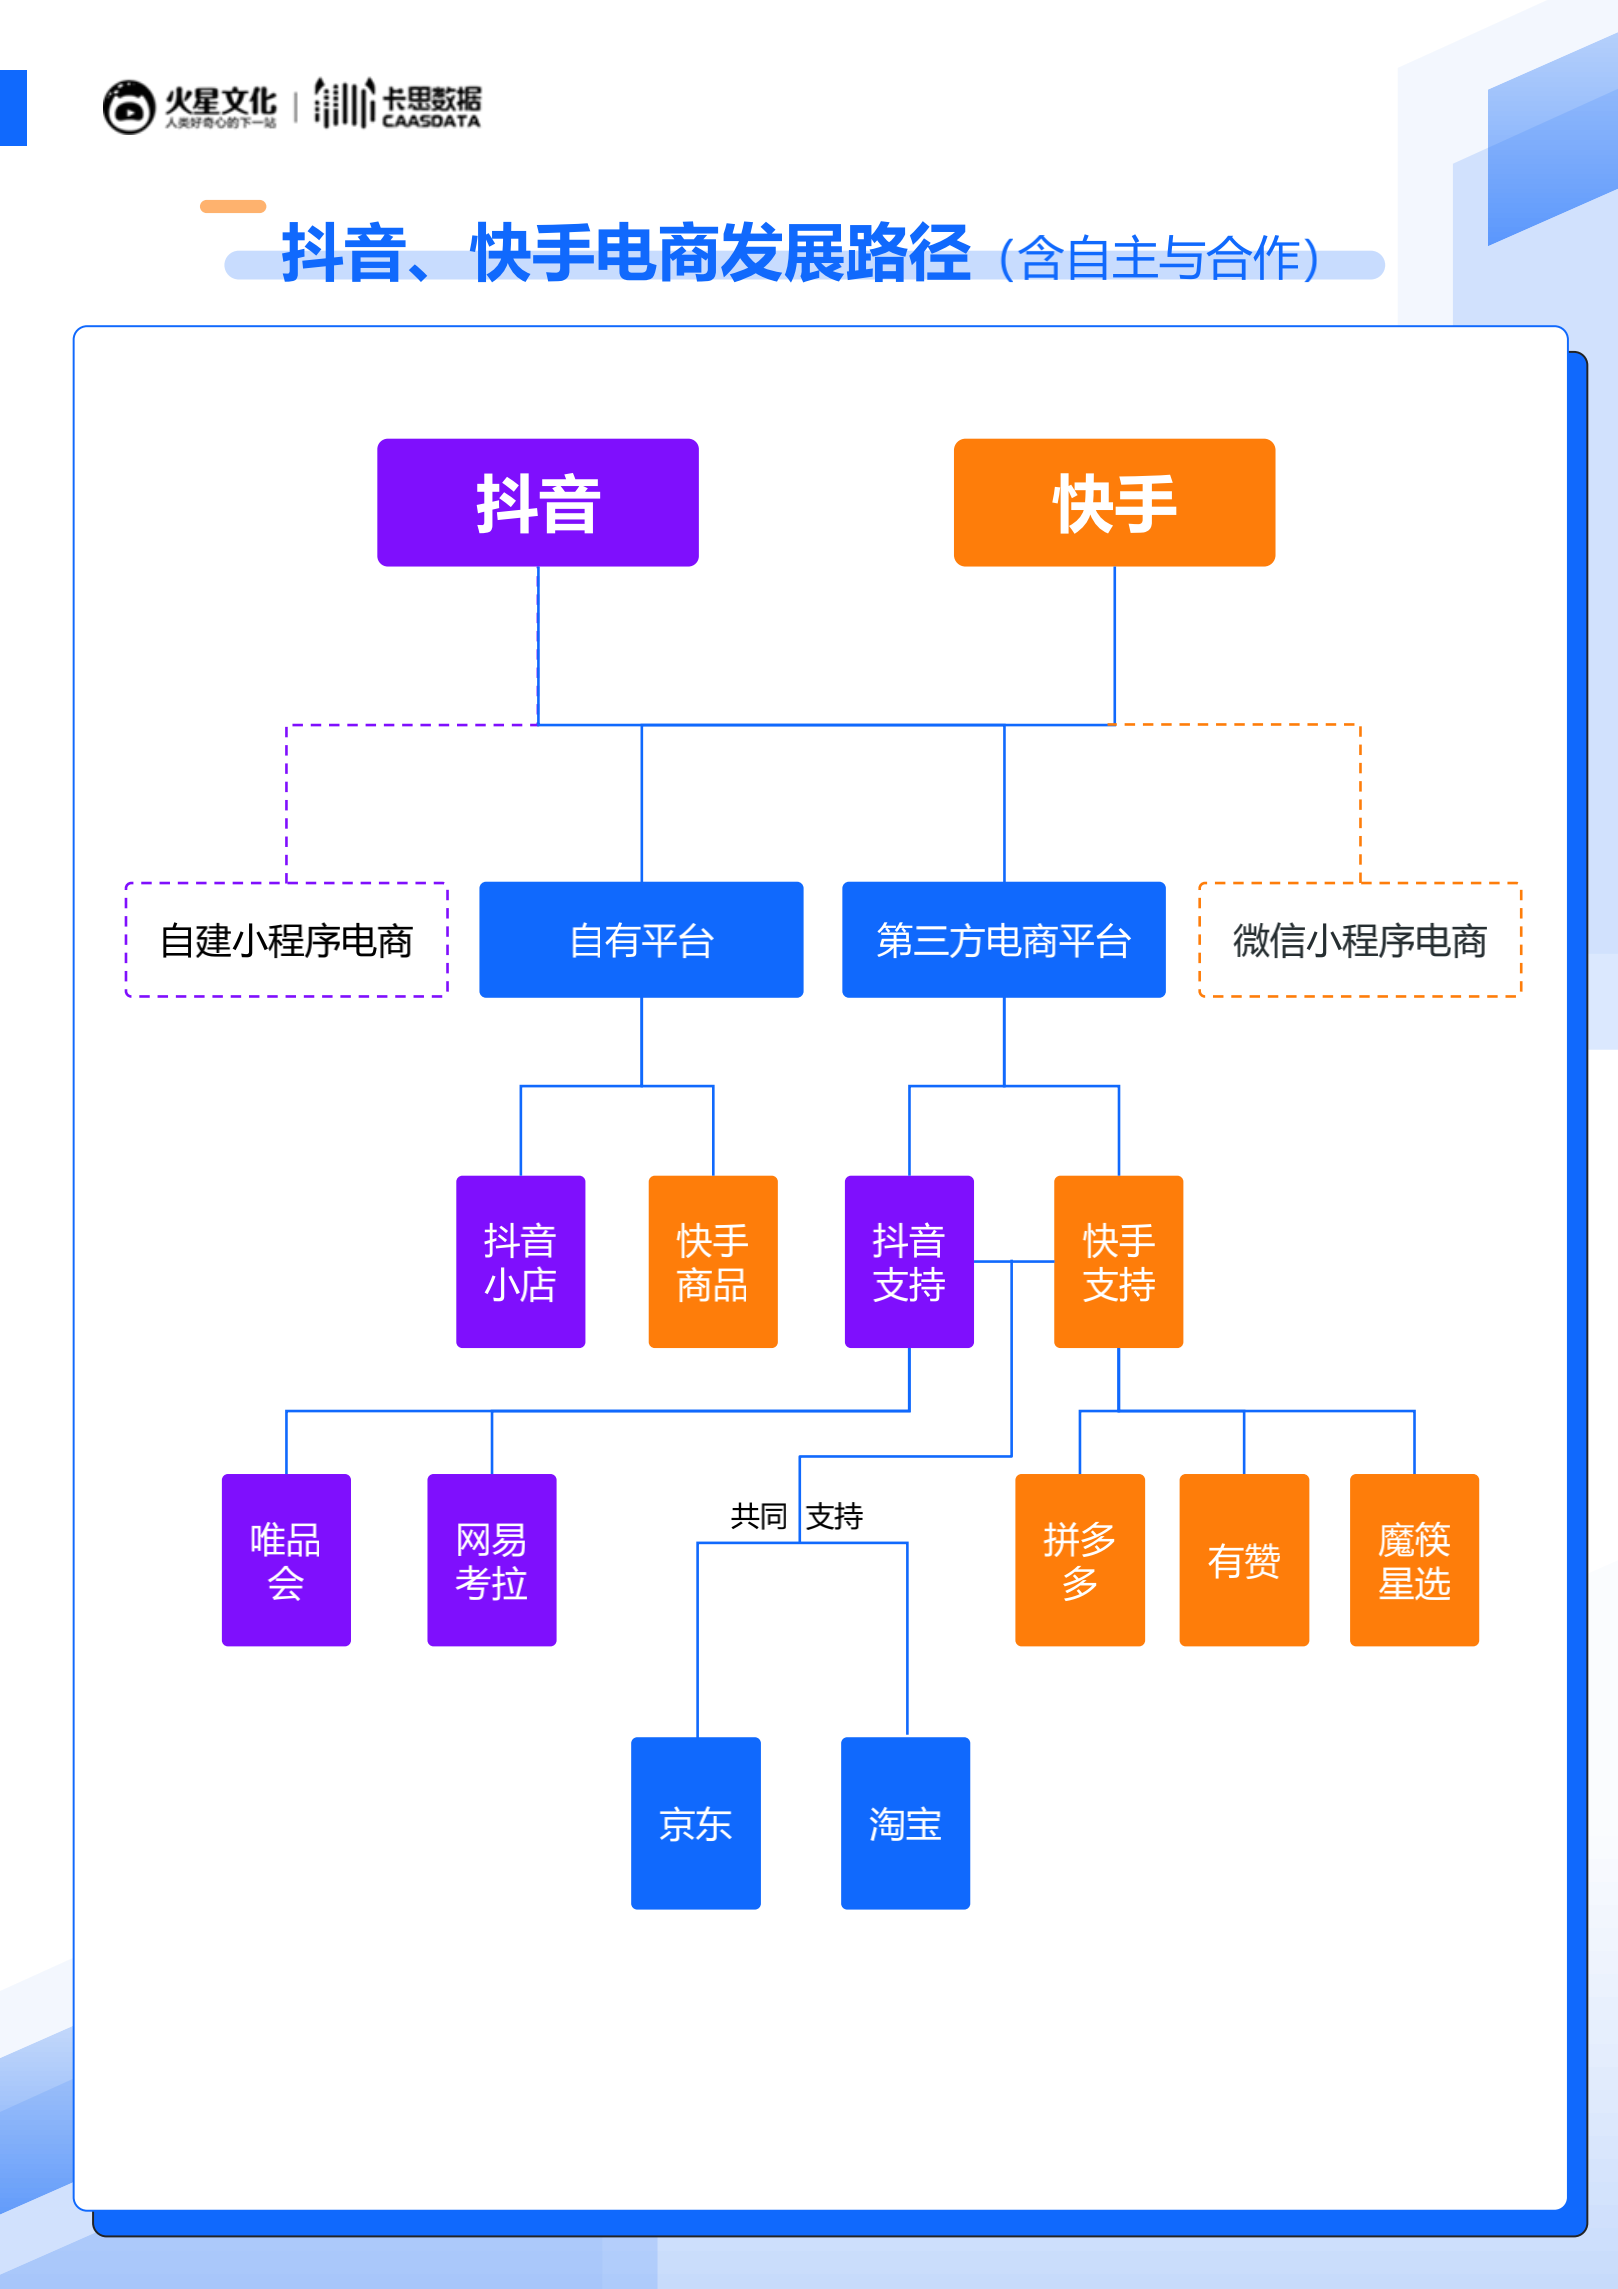 火星文化
人类好奇心的下一站
卡思数据
CAASDATA
抖音、快手电商发展路径（含自主与合作）
抖音
快手
自建小程序电商
自有平台
第三方电商平台
微信小程序电商
抖音
小店
快手
商品
抖音
支持
快手
支持
唯品
会
网易
考拉
共同 支持
拼多
多
有赞
魔筷
星选
京东
淘宝